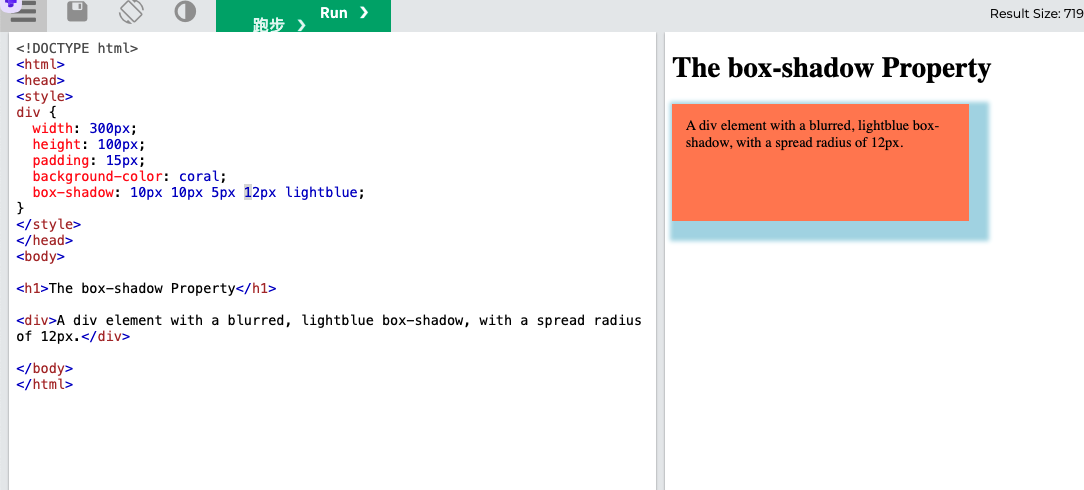 Run ❯
跑步 ❯
Result Size: 719
<!DOCTYPE html>
<html>
<head>
<style>
div {
  width: 300px;
  height: 100px;
  padding: 15px;
  background-color: coral;
  box-shadow: 10px 10px 5px 12px lightblue;
}
</style>
</head>
<body>
<h1>The box-shadow Property</h1>
<div>A div element with a blurred, lightblue box-shadow, with a spread radius
of 12px.</div>
</body>
</html>
The box-shadow Property
A div element with a blurred, lightblue box-
shadow, with a spread radius of 12px.